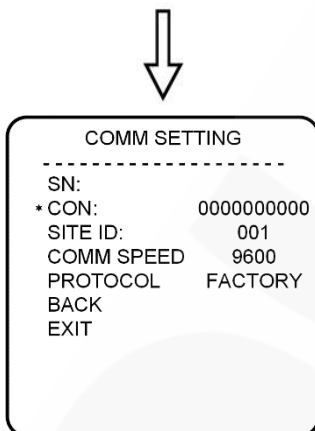 COMM SETTING
- - - - - - - - - - - - - - - - - - - - - -
SN:
* CON: 0000000000
SITE ID: 001
COMM SPEED 9600
PROTOCOL FACTORY
BACK
EXIT